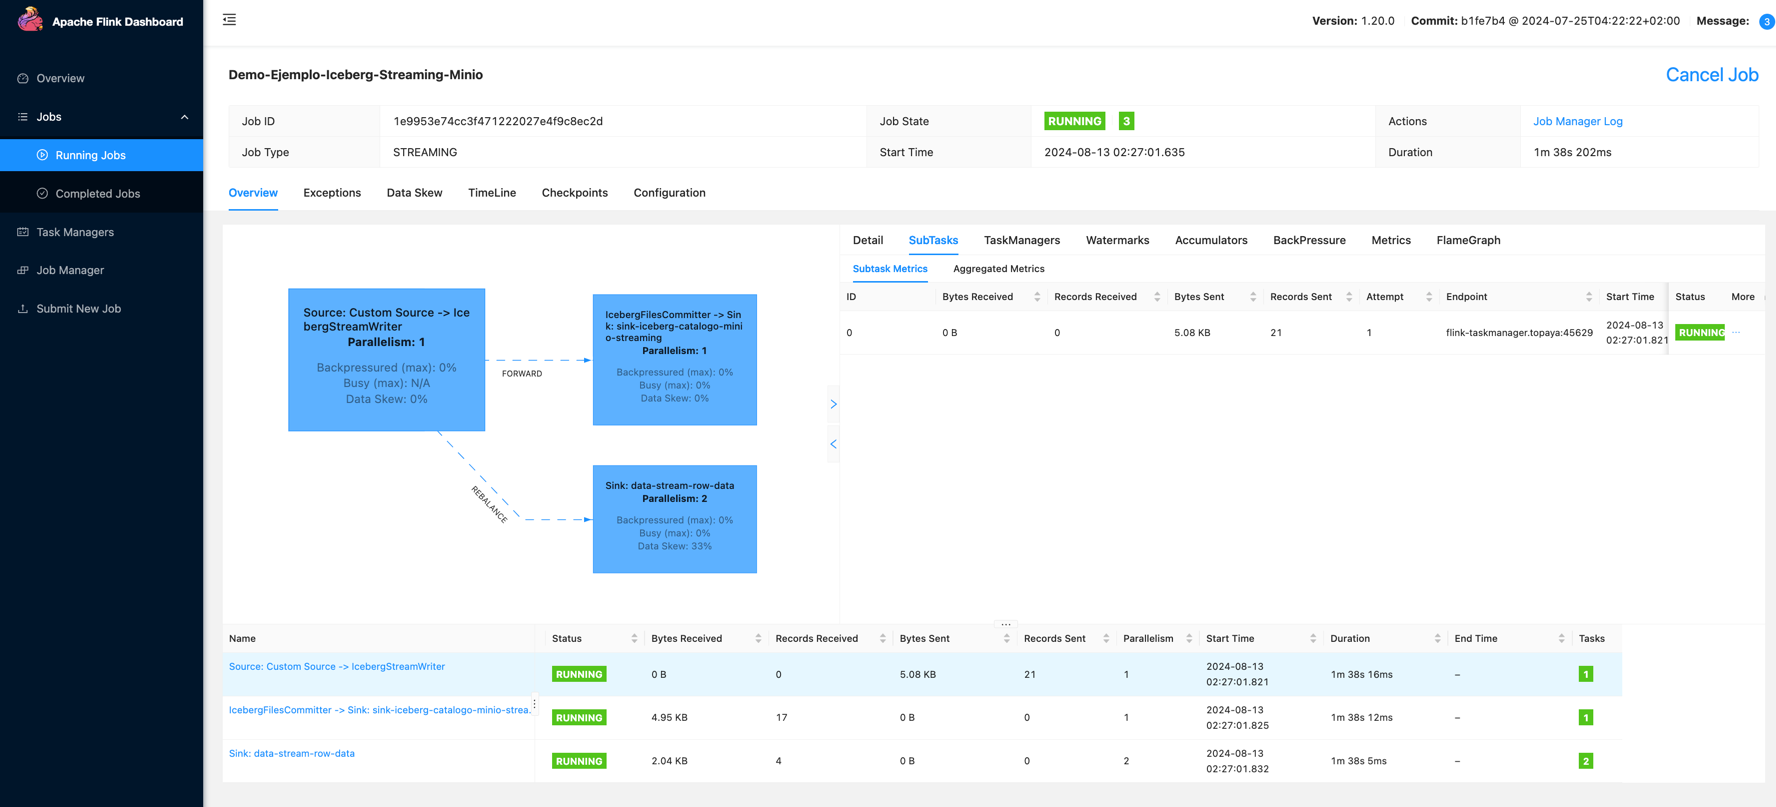 Apache Flink Dashboard
Version: 1.20.0 Commit: b1fe7b4 @ 2024-07-25T04:22:22+02:00 Message: 3
Overview
Jobs
Running Jobs
Completed Jobs
Task Managers
Job Manager
Submit New Job
Demo-Ejemplo-Iceberg-Streaming-Minio
Cancel Job
Job ID 1e9953e74cc3f471222027e4f9c8ec2d Job State RUNNING 3 Actions Job Manager Log
Job Type STREAMING Start Time 2024-08-13 02:27:01.635 Duration 1m 38s 202ms
Overview Exceptions Data Skew TimeLine Checkpoints Configuration
Source: Custom Source -> Ice
bergStreamWriter
Parallelism: 1
Backpressured (max): 0%
Busy (max): N/A
Data Skew: 0%
FORWARD
IcebergFilesCommitter -> Sin
k: sink-iceberg-catalogo-mini
o-streaming
Parallelism: 1
Backpressured (max): 0%
Busy (max): 0%
Data Skew: 0%
REBALANCE
Sink: data-stream-row-data
Parallelism: 2
Backpressured (max): 0%
Busy (max): 0%
Data Skew: 33%
Detail SubTasks TaskManagers Watermarks Accumulators BackPressure Metrics FlameGraph
Subtask Metrics Aggregated Metrics
ID Bytes Received Records Received Bytes Sent Records Sent Attempt Endpoint Start Time Status More
0 0 B 0 5.08 KB 21 1 flink-taskmanager.topaya:45629 2024-08-13 RUNNING ...
02:27:01.821
Name Status Bytes Received Records Received Bytes Sent Records Sent Parallelism Start Time Duration End Time Tasks
Source: Custom Source -> IcebergStreamWriter RUNNING 0 B 0 5.08 KB 21 1 2024-08-13 1m 38s 16ms – 1
02:27:01.821
IcebergFilesCommitter -> Sink: sink-iceberg-catalogo-minio-strea... RUNNING 4.95 KB 17 0 B 0 1 2024-08-13 1m 38s 12ms – 1
02:27:01.825
Sink: data-stream-row-data RUNNING 2.04 KB 4 0 B 0 2 2024-08-13 1m 38s 5ms – 2
02:27:01.832